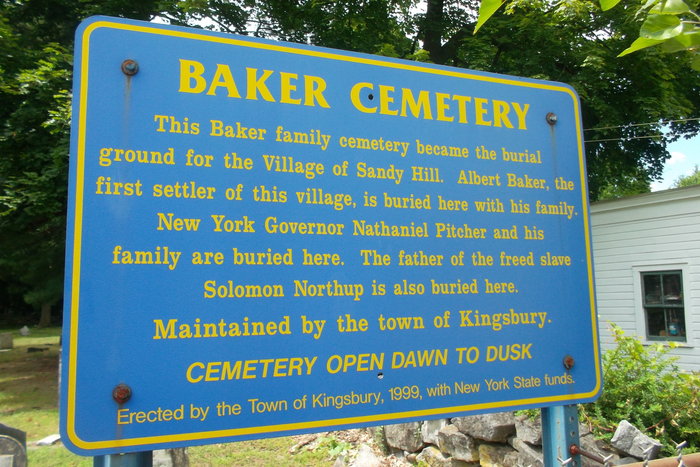 BAKER CEMETERY
This Baker family cemetery became the burial
ground for the Village of Sandy Hill. Albert Baker, the
first settler of this village, is buried here with his family.
New York Governor Nathaniel Pitcher and his
family are buried here. The father of the freed slave
Solomon Northup is also buried here.
Maintained by the town of Kingsbury.
CEMETERY OPEN DAWN TO DUSK
Erected by the Town of Kingsbury, 1999, with New York State funds.